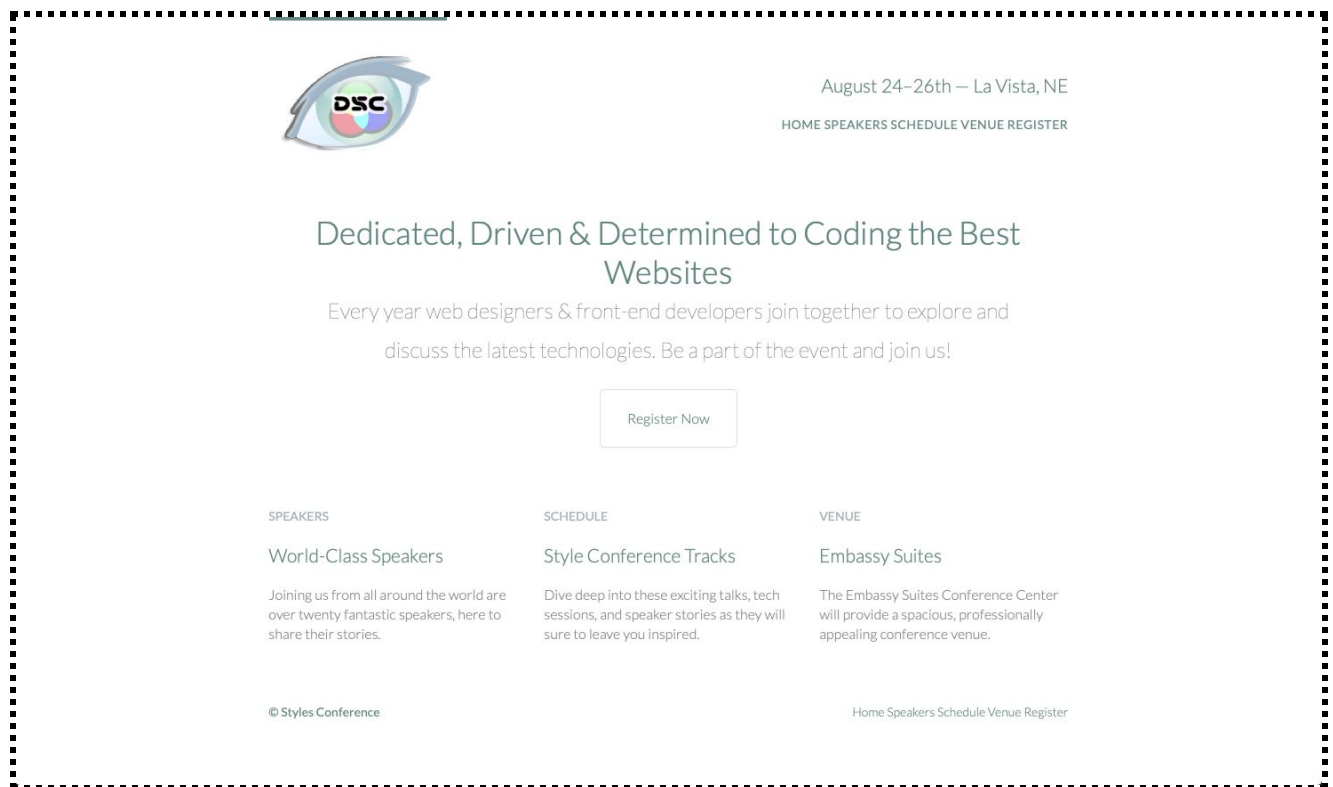 DSC
August 24–26th — La Vista, NE
HOME SPEAKERS SCHEDULE VENUE REGISTER
Dedicated, Driven & Determined to Coding the Best
Websites
Every year web designers & front-end developers join together to explore and
discuss the latest technologies. Be a part of the event and join us!
Register Now
SPEAKERS
World-Class Speakers
Joining us from all around the world are
over twenty fantastic speakers, here to
share their stories.
SCHEDULE
Style Conference Tracks
Dive deep into these exciting talks, tech
sessions, and speaker stories as they will
sure to leave you inspired.
VENUE
Embassy Suites
The Embassy Suites Conference Center
will provide a spacious, professionally
appealing conference venue.
© Styles Conference
Home Speakers Schedule Venue Register